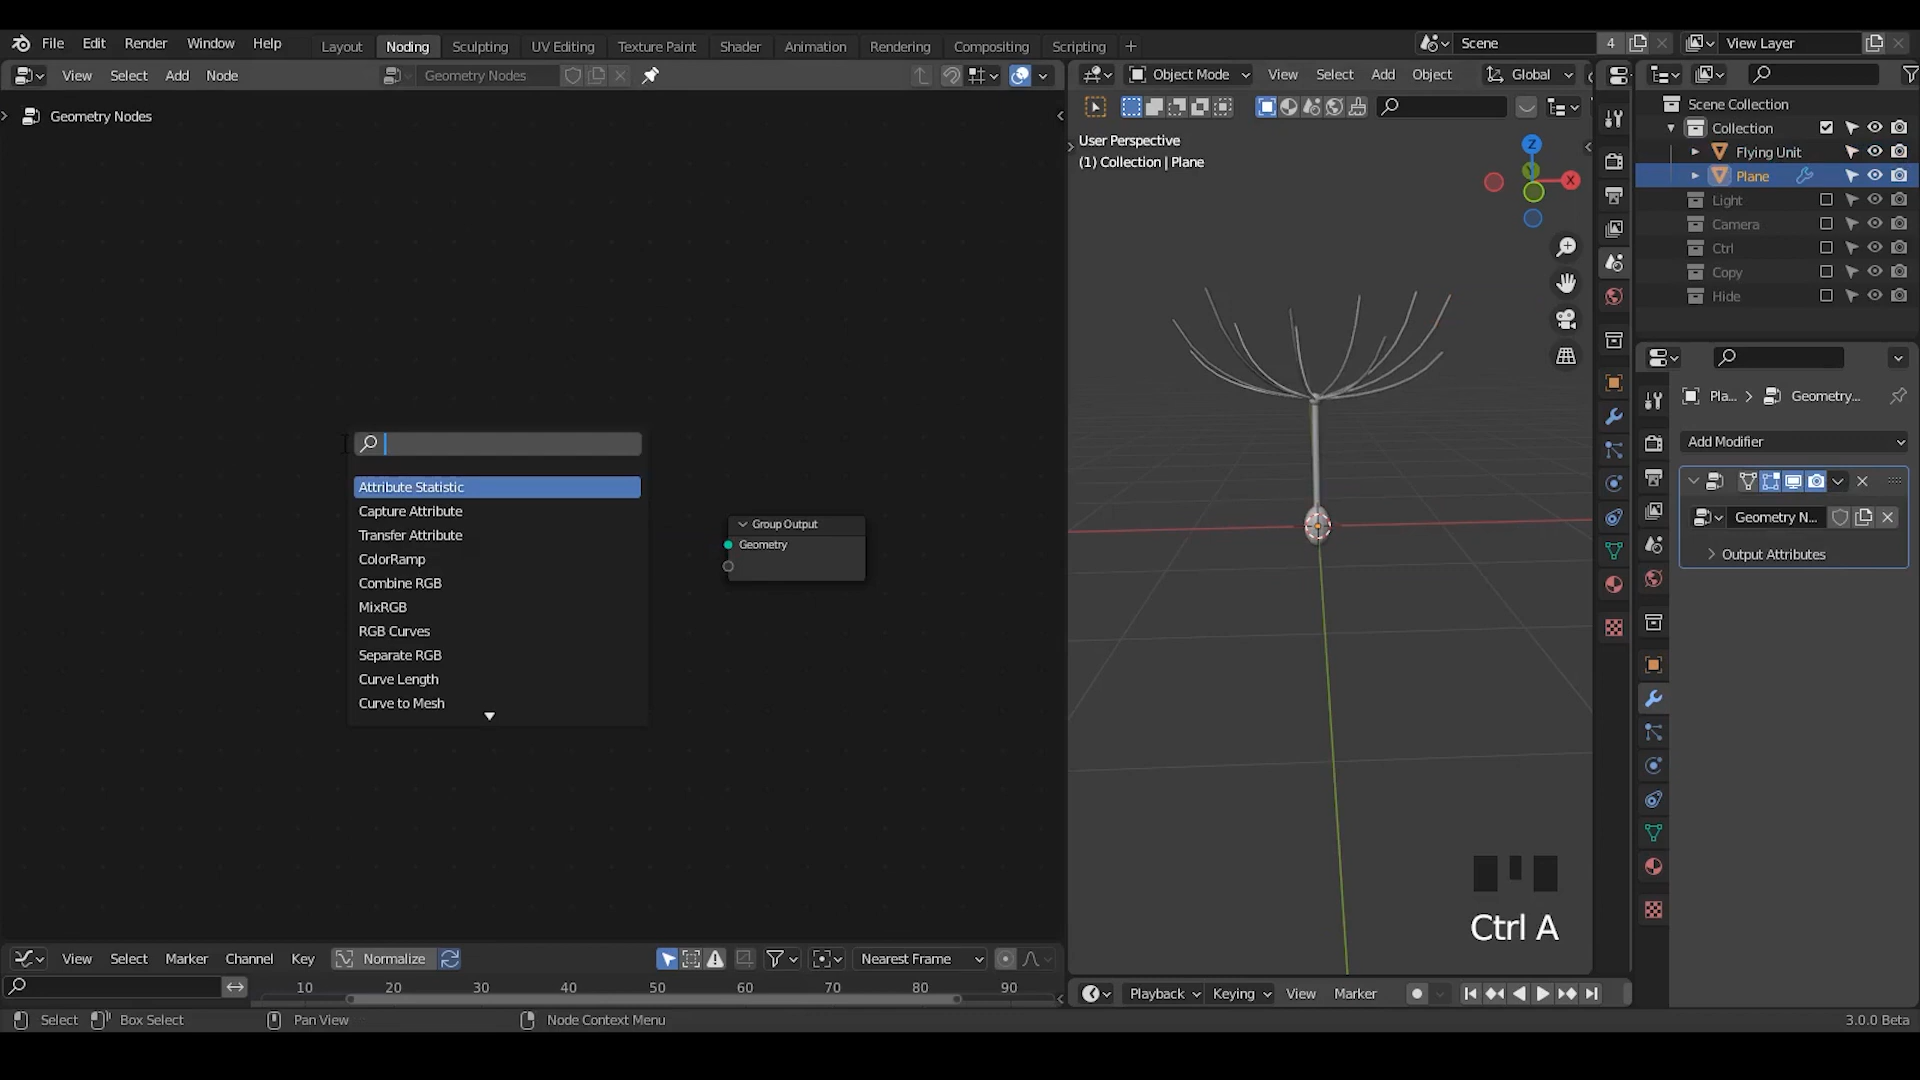 File Edit Render Window Help Layout Noding Sculpting UV Editing Texture Paint Shader Animation Rendering Compositing Scripting + Scene 4 View Layer
View Select Add Node Geometry Nodes Object Mode View Select Add Object Global
Geometry Nodes
User Perspective
(1) Collection | Plane
Z
X
Scene Collection
Collection
Flying Unit
Plane
Light
Camera
Ctrl
Copy
Hide
Attribute Statistic
Capture Attribute
Transfer Attribute
ColorRamp
Combine RGB
MixRGB
RGB Curves
Separate RGB
Curve Length
Curve to Mesh
Group Output
Geometry
Pla... Geometry...
Add Modifier
Geometry N...
Output Attributes
Ctrl A
View Select Marker Channel Key Normalize Nearest Frame
10 20 30 40 50 60 70 80 90
Playback Keying View Marker
Select Box Select Pan View Node Context Menu 3.0.0 Beta